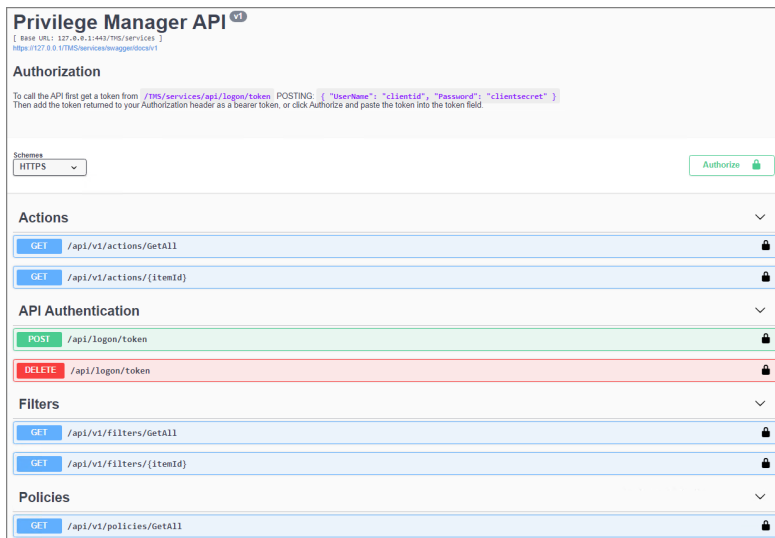 Privilege Manager API v1
[ Base URL: 127.0.0.1:443/TMS/services ]
https://127.0.0.1/TMS/services/swagger/docs/v1
Authorization
To call the API first get a token from /TMS/services/api/logon/token POSTING: { "UserName": "clientid", "Password": "clientsecret" }
Then add the token returned to your Authorization header as a bearer token, or click Authorize and paste the token into the token field.
Schemes
HTTPS
Authorize
Actions
GET /api/v1/actions/GetAll
GET /api/v1/actions/{itemId}
API Authentication
POST /api/logon/token
DELETE /api/logon/token
Filters
GET /api/v1/filters/GetAll
GET /api/v1/filters/{itemId}
Policies
GET /api/v1/policies/GetAll